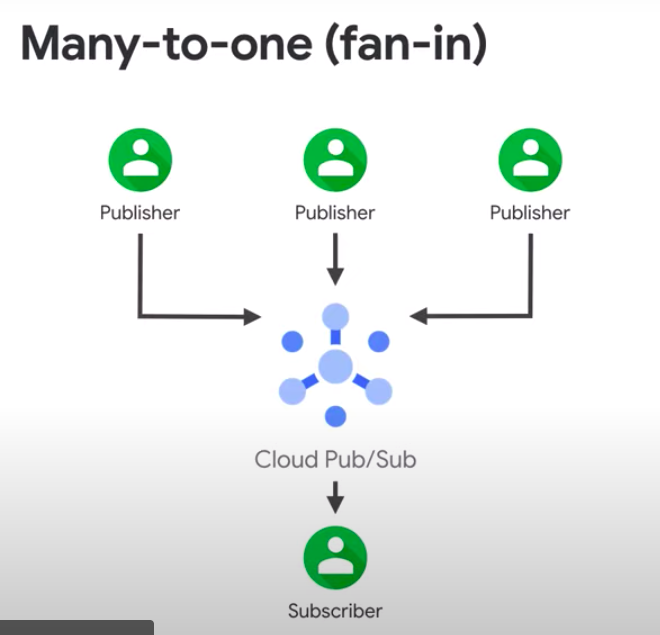 Many-to-one (fan-in)
Publisher
Publisher
Publisher
Cloud Pub/Sub
Subscriber